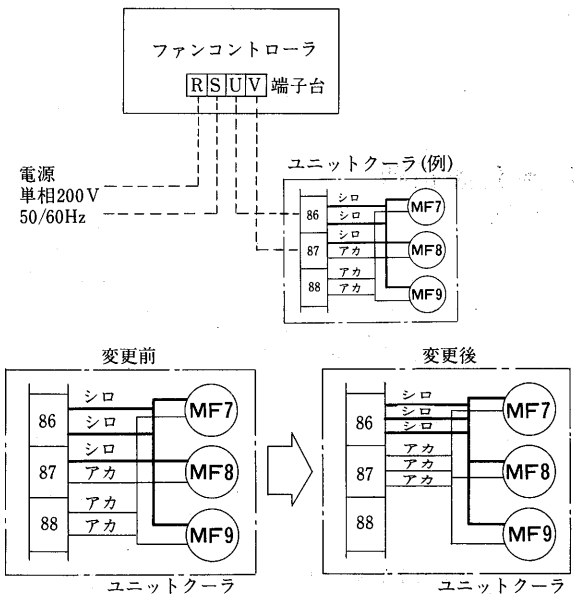 ファンコントローラ
R S U V 端子台
電源
単相200V
50/60Hz
ユニットクーラ(例)
86
シロ
シロ
MF7
87
シロ
アカ
MF8
88
アカ
アカ
MF9
変更前
86
シロ
シロ
MF7
87
シロ
アカ
MF8
88
アカ
アカ
MF9
ユニットクーラ
変更後
86
シロ
シロ
シロ
MF7
87
アカ
アカ
アカ
MF8
88
MF9
ユニットクーラ